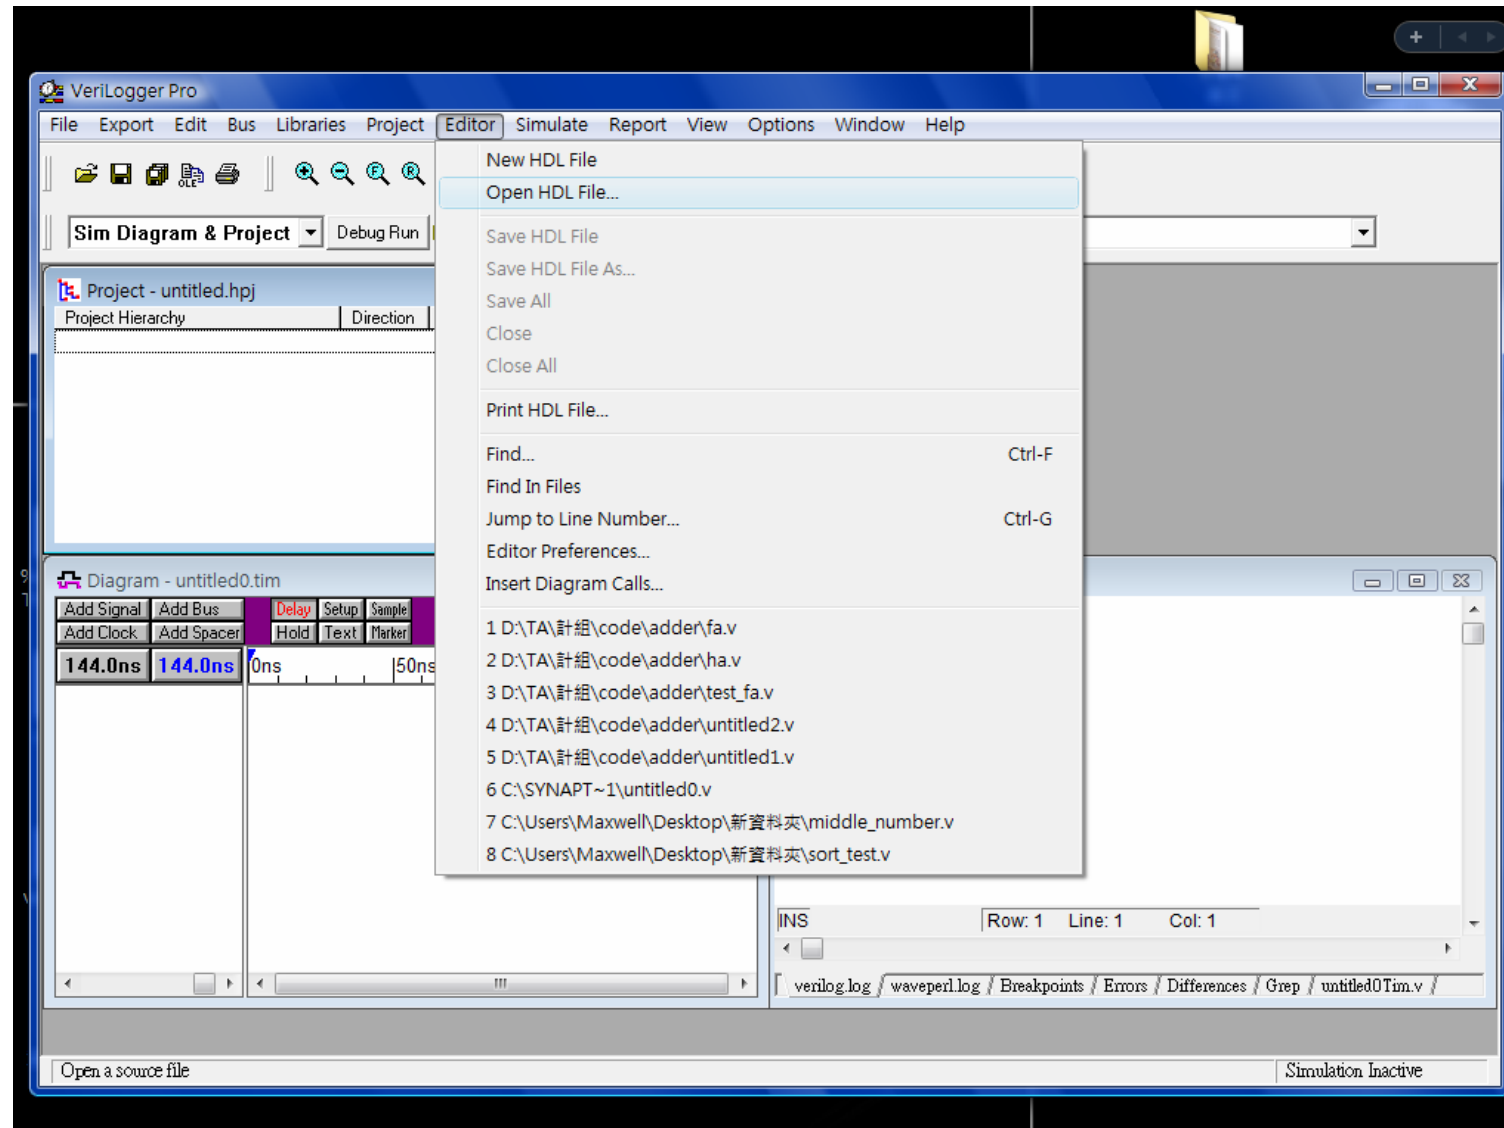 VeriLogger Pro
File Export Edit Bus Libraries Project Editor Simulate Report View Options Window Help
New HDL File
Open HDL File...
Sim Diagram & Project Debug Run
Save HDL File
Save HDL File As...
Save All
Close
Close All
Print HDL File...
Find... Ctrl-F
Find In Files
Jump to Line Number... Ctrl-G
Editor Preferences...
Insert Diagram Calls...
1 D:\TA\計組\code\adder\fa.v
2 D:\TA\計組\code\adder\ha.v
3 D:\TA\計組\code\adder\test_fa.v
4 D:\TA\計組\code\adder\untitled2.v
5 D:\TA\計組\code\adder\untitled1.v
6 C:\SYNAPT~1\untitled0.v
7 C:\Users\Maxwell\Desktop\新資料夾\middle_number.v
8 C:\Users\Maxwell\Desktop\新資料夾\sort_test.v
Project - untitled.hpj
Project Hierarchy Direction
Diagram - untitled0.tim
Add Signal Add Bus Delay Setup Sample
Add Clock Add Spacer Hold Text Marker
144.0ns 144.0ns 0ns 50ns
INS Row: 1 Line: 1 Col: 1
verilog.log waveperl.log Breakpoints Errors Differences Grep untitled0Tim.v
Open a source file Simulation Inactive